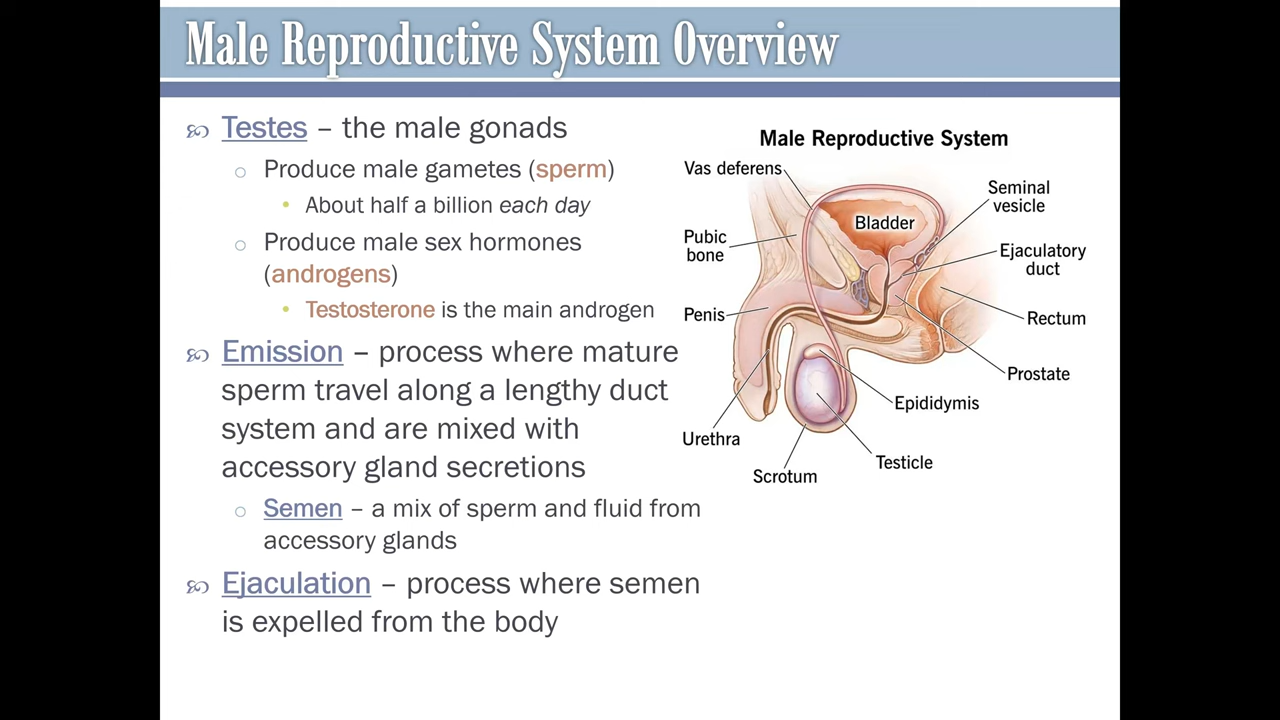 Male Reproductive System Overview
Testes – the male gonads
Produce male gametes (sperm)
About half a billion each day
Produce male sex hormones
(androgens)
Testosterone is the main androgen
Emission – process where mature
sperm travel along a lengthy duct
system and are mixed with
accessory gland secretions
Semen – a mix of sperm and fluid from
accessory glands
Ejaculation – process where semen
is expelled from the body
Male Reproductive System
Vas deferens
Seminal
vesicle
Bladder
Pubic
bone
Ejaculatory
duct
Penis
Rectum
Prostate
Epididymis
Urethra
Testicle
Scrotum